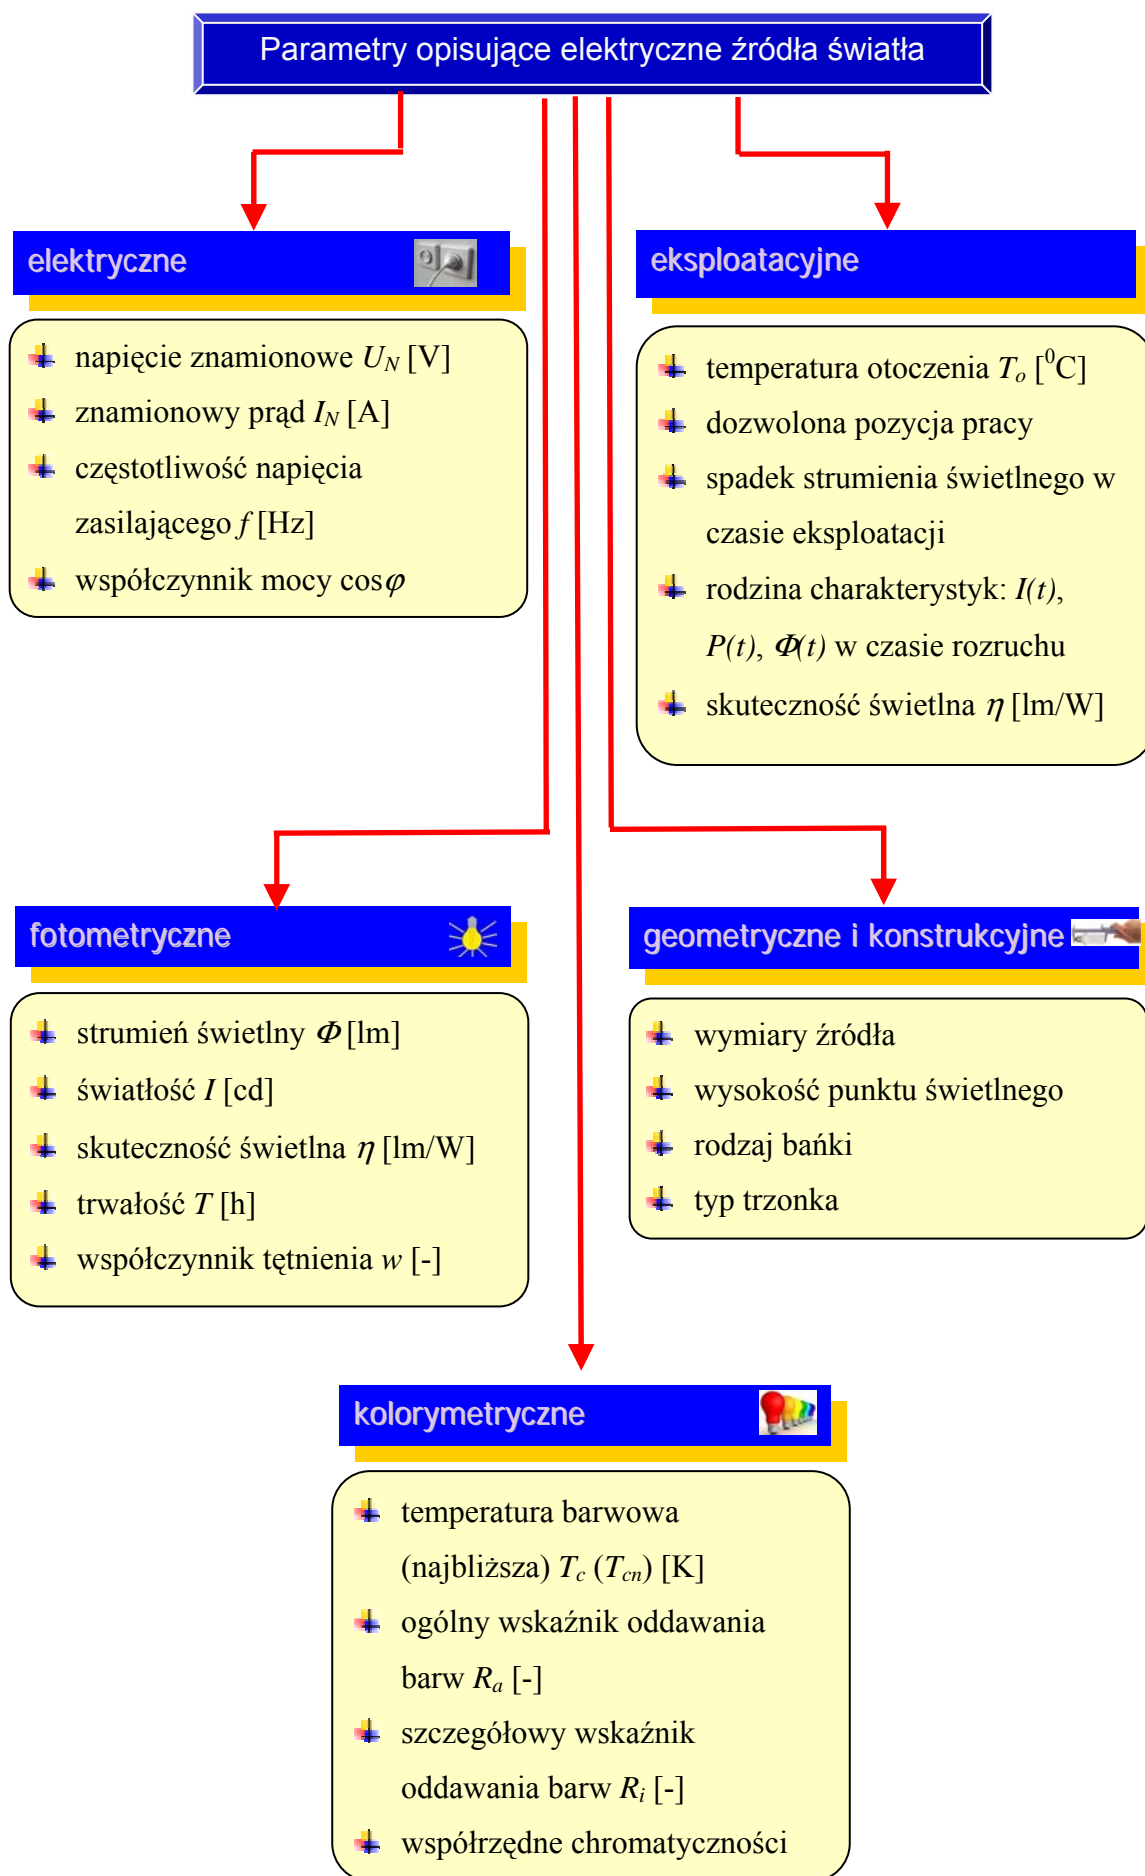 Parametry opisujące elektryczne źródła światła
elektryczne
napięcie znamionowe U_N [V]
znamionowy prąd I_N [A]
częstotliwość napięcia
zasilającego f [Hz]
współczynnik mocy cosφ
eksploatacyjne
temperatura otoczenia T_o [⁰C]
dozwolona pozycja pracy
spadek strumienia świetlnego w
czasie eksploatacji
rodzina charakterystyk: I(t),
P(t), Φ(t) w czasie rozruchu
skuteczność świetlna η [lm/W]
fotometryczne
strumień świetlny Φ [lm]
światłość I [cd]
skuteczność świetlna η [lm/W]
trwałość T [h]
współczynnik tętnienia w [-]
geometryczne i konstrukcyjne
wymiary źródła
wysokość punktu świetlnego
rodzaj bańki
typ trzonka
kolorymetryczne
temperatura barwowa
(najbliższa) T_c (T_cn) [K]
ogólny wskaźnik oddawania
barw R_a [-]
szczegółowy wskaźnik
oddawania barw R_i [-]
współrzędne chromatyczności